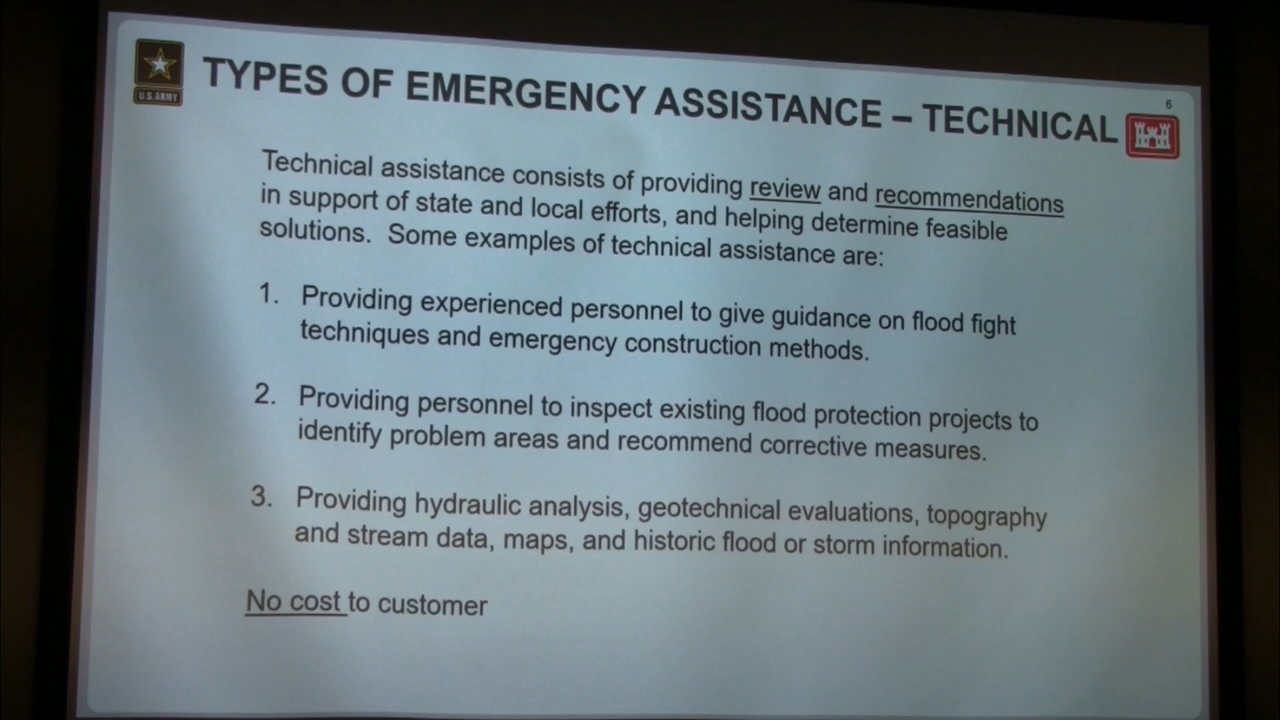 U.S.ARMY
TYPES OF EMERGENCY ASSISTANCE – TECHNICAL
6
Technical assistance consists of providing review and recommendations
in support of state and local efforts, and helping determine feasible
solutions. Some examples of technical assistance are:
1. Providing experienced personnel to give guidance on flood fight
techniques and emergency construction methods.
2. Providing personnel to inspect existing flood protection projects to
identify problem areas and recommend corrective measures.
3. Providing hydraulic analysis, geotechnical evaluations, topography
and stream data, maps, and historic flood or storm information.
No cost to customer